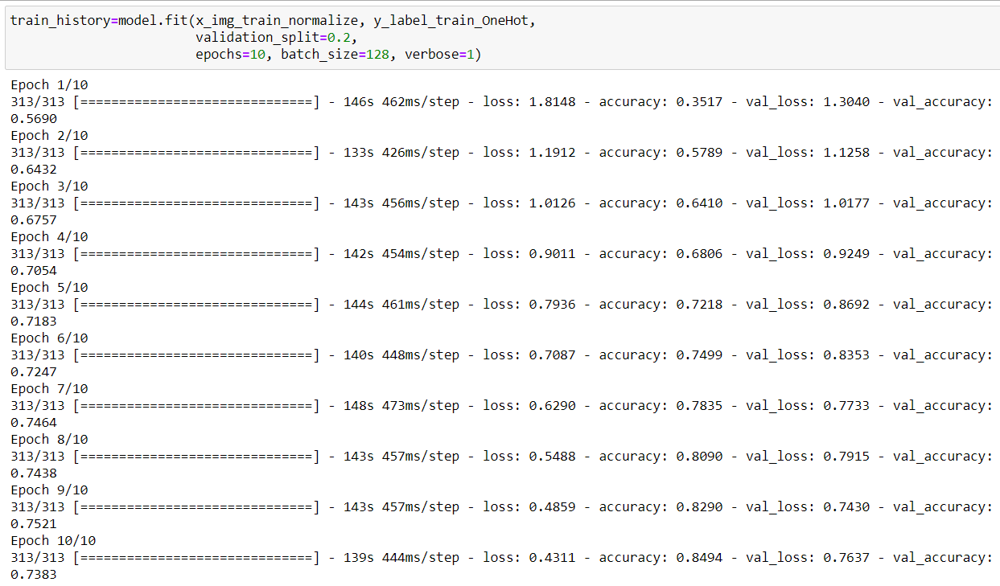 train_history=model.fit(x_img_train_normalize, y_label_train_OneHot,
validation_split=0.2,
epochs=10, batch_size=128, verbose=1)
Epoch 1/10
313/313 [==============================] - 146s 462ms/step - loss: 1.8148 - accuracy: 0.3517 - val_loss: 1.3040 - val_accuracy:
0.5690
Epoch 2/10
313/313 [==============================] - 133s 426ms/step - loss: 1.1912 - accuracy: 0.5789 - val_loss: 1.1258 - val_accuracy:
0.6432
Epoch 3/10
313/313 [==============================] - 143s 456ms/step - loss: 1.0126 - accuracy: 0.6410 - val_loss: 1.0177 - val_accuracy:
0.6757
Epoch 4/10
313/313 [==============================] - 142s 454ms/step - loss: 0.9011 - accuracy: 0.6806 - val_loss: 0.9249 - val_accuracy:
0.7054
Epoch 5/10
313/313 [==============================] - 144s 461ms/step - loss: 0.7936 - accuracy: 0.7218 - val_loss: 0.8692 - val_accuracy:
0.7183
Epoch 6/10
313/313 [==============================] - 140s 448ms/step - loss: 0.7087 - accuracy: 0.7499 - val_loss: 0.8353 - val_accuracy:
0.7247
Epoch 7/10
313/313 [==============================] - 148s 473ms/step - loss: 0.6290 - accuracy: 0.7835 - val_loss: 0.7733 - val_accuracy:
0.7464
Epoch 8/10
313/313 [==============================] - 143s 457ms/step - loss: 0.5488 - accuracy: 0.8090 - val_loss: 0.7915 - val_accuracy:
0.7438
Epoch 9/10
313/313 [==============================] - 143s 457ms/step - loss: 0.4859 - accuracy: 0.8290 - val_loss: 0.7430 - val_accuracy:
0.7521
Epoch 10/10
313/313 [==============================] - 139s 444ms/step - loss: 0.4311 - accuracy: 0.8494 - val_loss: 0.7637 - val_accuracy:
0.7383